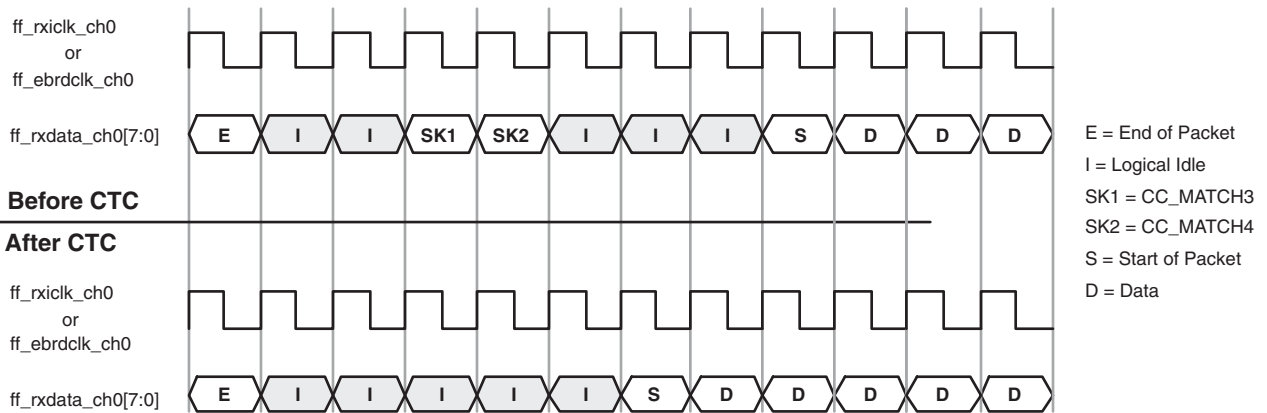 ff_rxiclk_ch0
or
ff_ebrdclk_ch0
ff_rxdata_ch0[7:0]
E I I SK1 SK2 I I I S D D D
Before CTC
After CTC
ff_rxiclk_ch0
or
ff_ebrdclk_ch0
ff_rxdata_ch0[7:0]
E I I I I I S D D D D D
E = End of Packet
I = Logical Idle
SK1 = CC_MATCH3
SK2 = CC_MATCH4
S = Start of Packet
D = Data